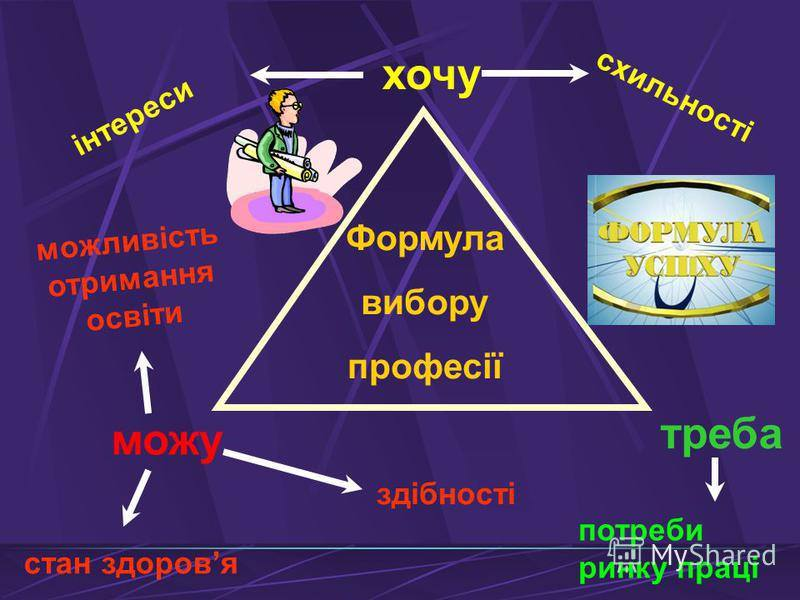 хочу
інтереси
схильності
можливість
отримання
освіти
Формула
вибору
професії
ФОРМУЛА
УСПІХУ
можу
треба
здібності
стан здоров’я
потреби
ринку праці
MyShared